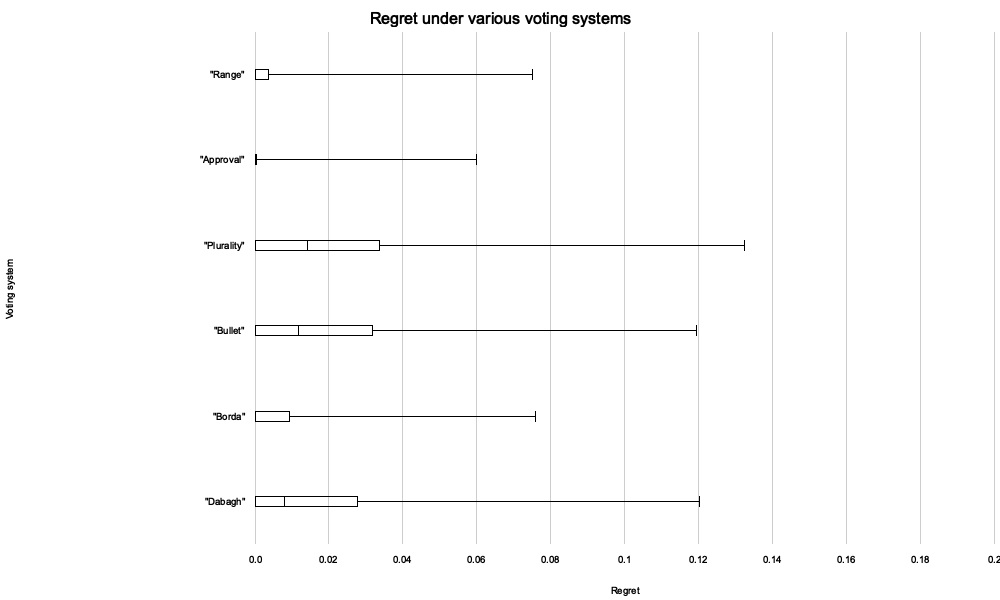 Regret under various voting systems
"Range"
"Approval"
"Plurality"
Voting system
"Bullet"
"Borda"
"Dabagh"
0.0 0.02 0.04 0.06 0.08 0.1 0.12 0.14 0.16 0.18 0.2
Regret